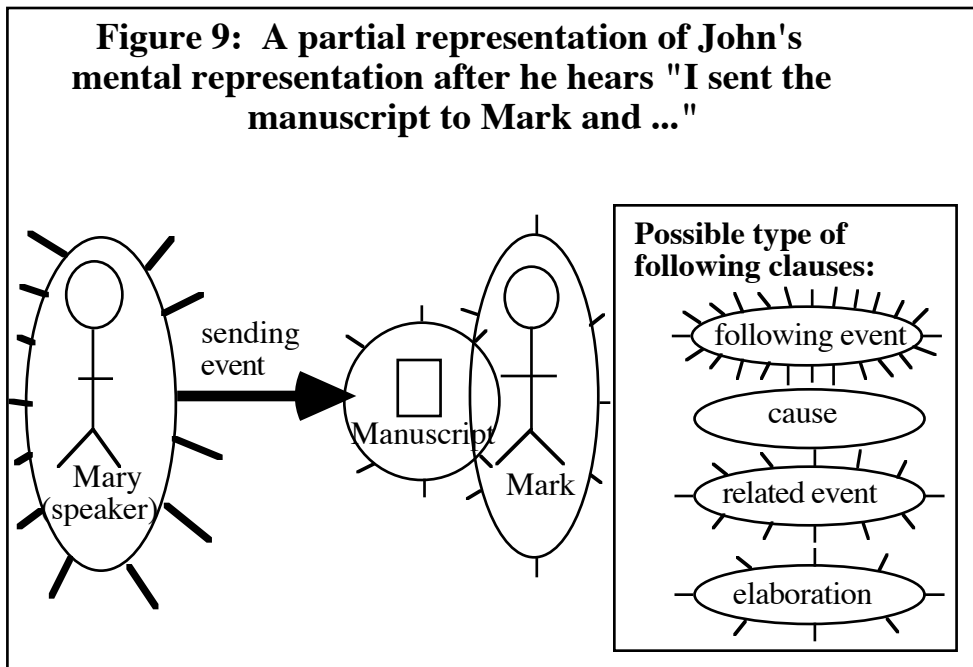 Figure 9:  A partial representation of John's
mental representation after he hears "I sent the
manuscript to Mark and ..."
sending
event
Manuscript
Mary
(speaker)
Mark
Possible type of
following clauses:
following event
cause
related event
elaboration